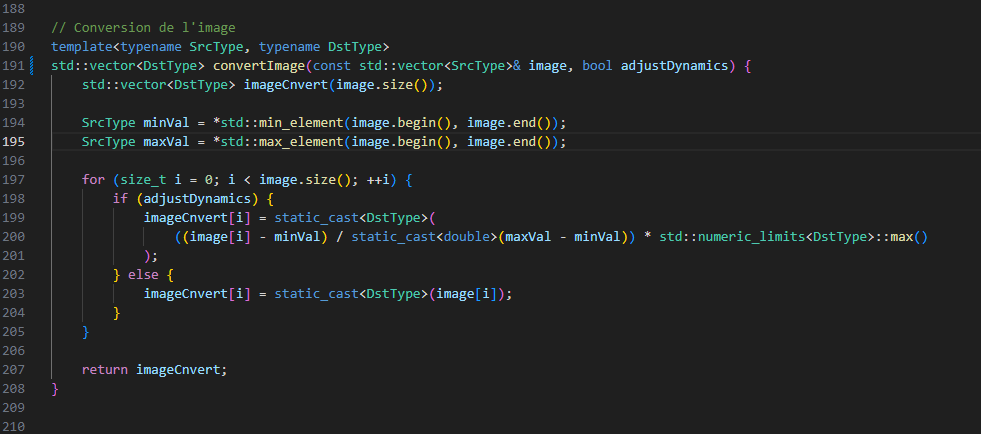 188
189 // Conversion de l'image
190 template<typename SrcType, typename DstType>
191 std::vector<DstType> convertImage(const std::vector<SrcType>& image, bool adjustDynamics) {
192 std::vector<DstType> imageCnvert(image.size());
193
194 SrcType minVal = *std::min_element(image.begin(), image.end());
195 SrcType maxVal = *std::max_element(image.begin(), image.end());
196
197 for (size_t i = 0; i < image.size(); ++i) {
198 if (adjustDynamics) {
199 imageCnvert[i] = static_cast<DstType>(
200 ((image[i] - minVal) / static_cast<double>(maxVal - minVal)) * std::numeric_limits<DstType>::max()
201 );
202 } else {
203 imageCnvert[i] = static_cast<DstType>(image[i]);
204 }
205 }
206
207 return imageCnvert;
208 }
209
210